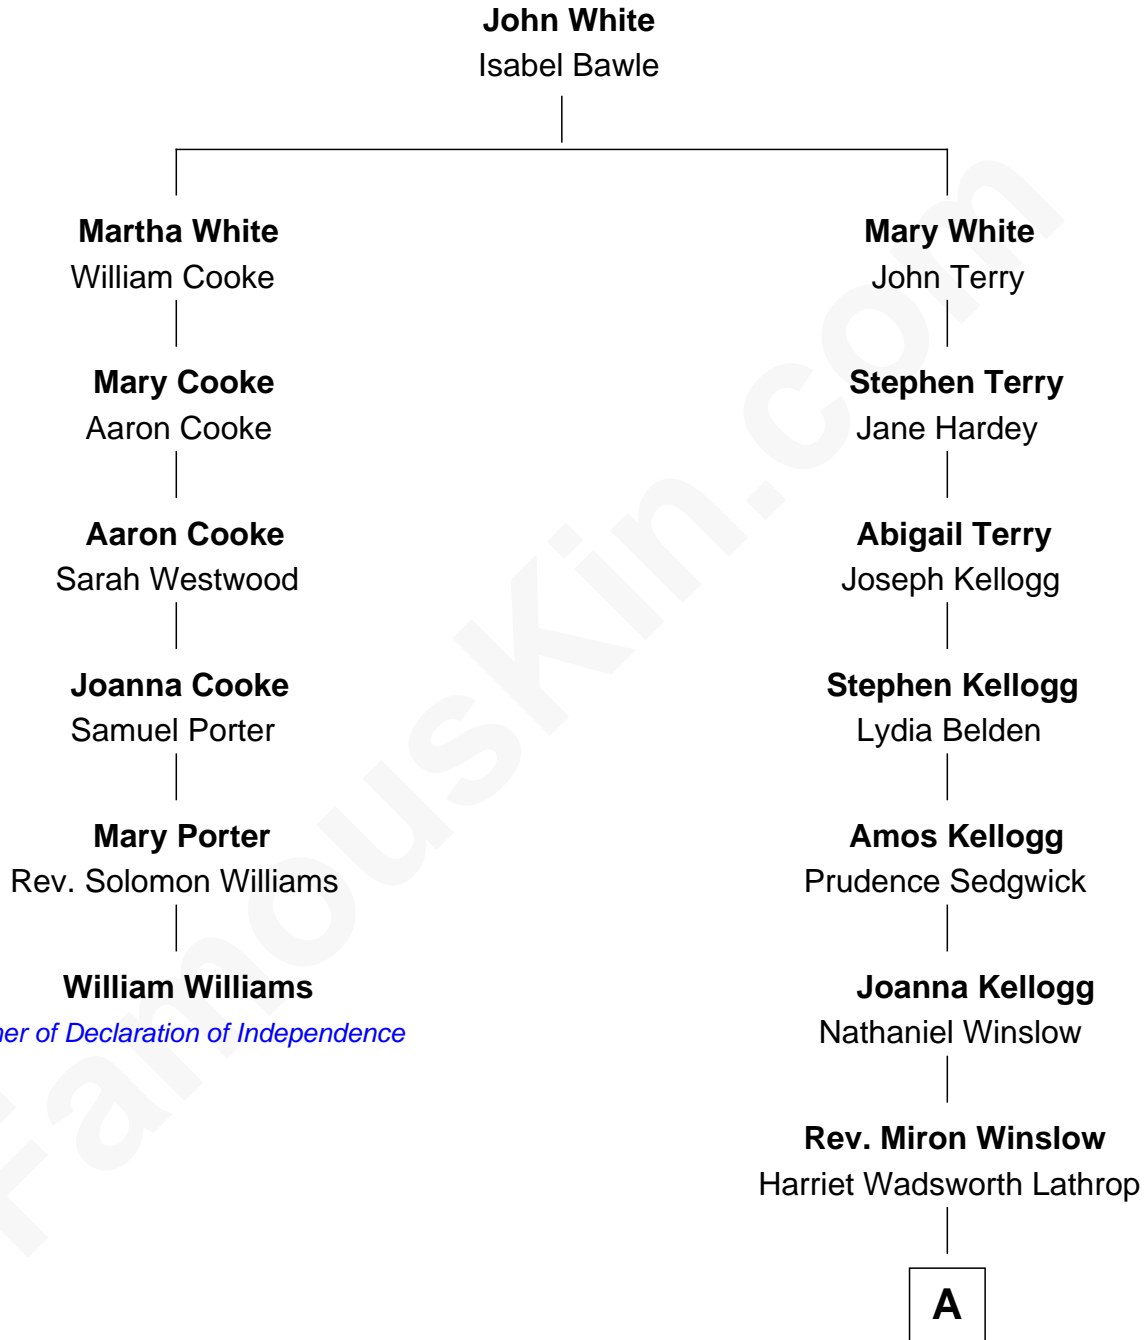 John White
Isabel Bawle
Martha White
William Cooke
Mary White
John Terry
Mary Cooke
Aaron Cooke
Stephen Terry
Jane Hardey
Aaron Cooke
Sarah Westwood
Abigail Terry
Joseph Kellogg
Joanna Cooke
Samuel Porter
Stephen Kellogg
Lydia Belden
Mary Porter
Rev. Solomon Williams
Amos Kellogg
Prudence Sedgwick
William Williams
of Declaration of Independence
Joanna Kellogg
Nathaniel Winslow
Rev. Miron Winslow
Harriet Wadsworth Lathrop
A
FamousKin.com